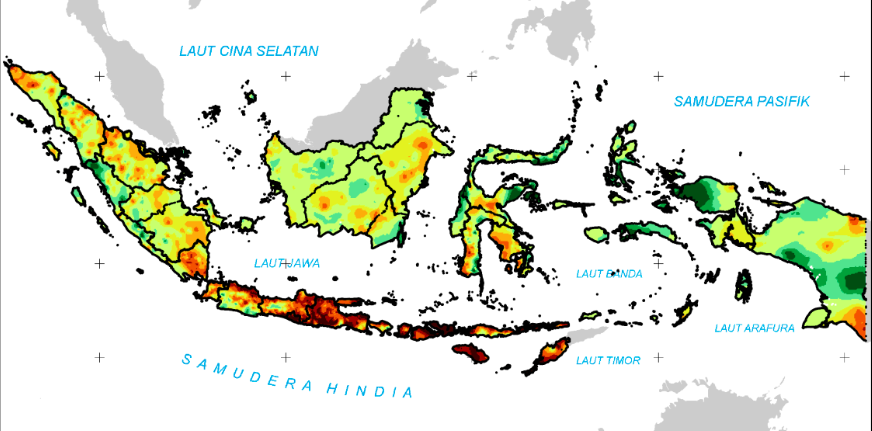 LAUT CINA SELATAN
SAMUDERA PASIFIK
LAUT JAWA
LAUT BANDA
LAUT ARAFURA
LAUT TIMOR
SAMUDERA HINDIA